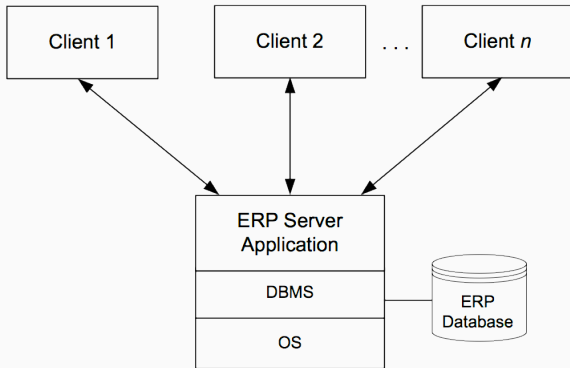 Client 1
Client 2
. . .
Client n
ERP Server
Application
DBMS
OS
ERP
Database